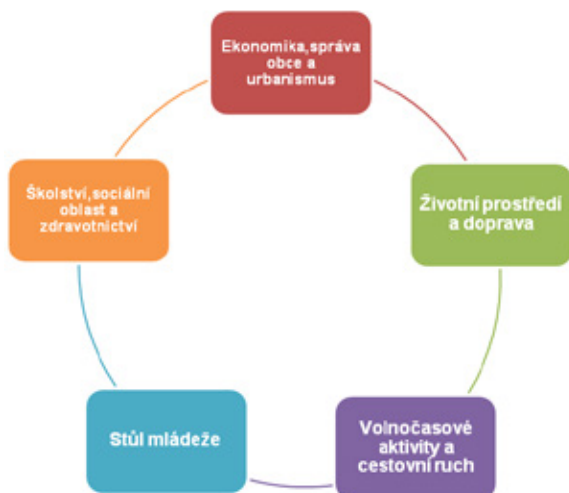 Ekonomika,správa
obce a
urbanismus
Životní prostředí
a doprava
Volnočasové
aktivity a
cestovní ruch
Stůl mládeže
Školství,sociální
oblast a
zdravotnictví